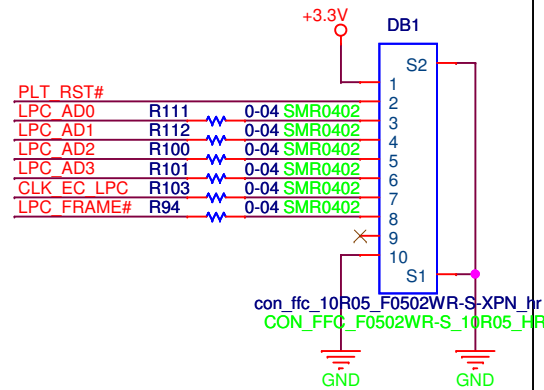 +3.3V
DB1
S2
1
PLT_RST#
2
LPC_AD0 R111 0-04 SMR0402
3
LPC_AD1 R112 0-04 SMR0402
4
LPC_AD2 R100 0-04 SMR0402
5
LPC_AD3 R101 0-04 SMR0402
6
CLK_EC_LPC R103 0-04 SMR0402
7
LPC_FRAME# R94 0-04 SMR0402
8
9
10
S1
con_ffc_10R05_F0502WR-S-XPN_hr
CON_FFC_F0502WR-S_10R05_HR
GND GND